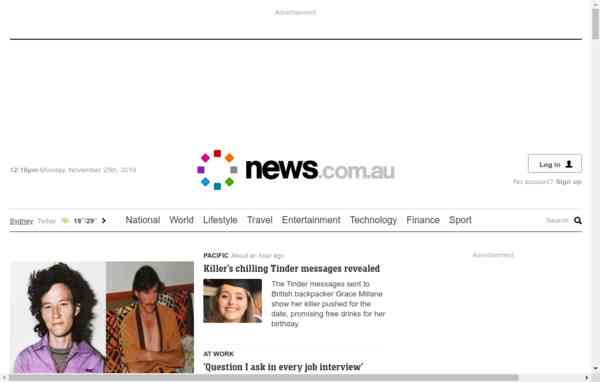 Advertisement
12:16pm Monday, November 25th, 2019
news.com.au
Log in
No account? Sign up
Sydney Today 18°/29°
National World Lifestyle Travel Entertainment Technology Finance Sport
Search
PACIFIC About an hour ago
Advertisement
Killer's chilling Tinder messages revealed
The Tinder messages sent to
British backpacker Grace Millane
show her killer pushed for the
date, promising free drinks for her
birthday.
AT WORK
'Question I ask in every job interview'